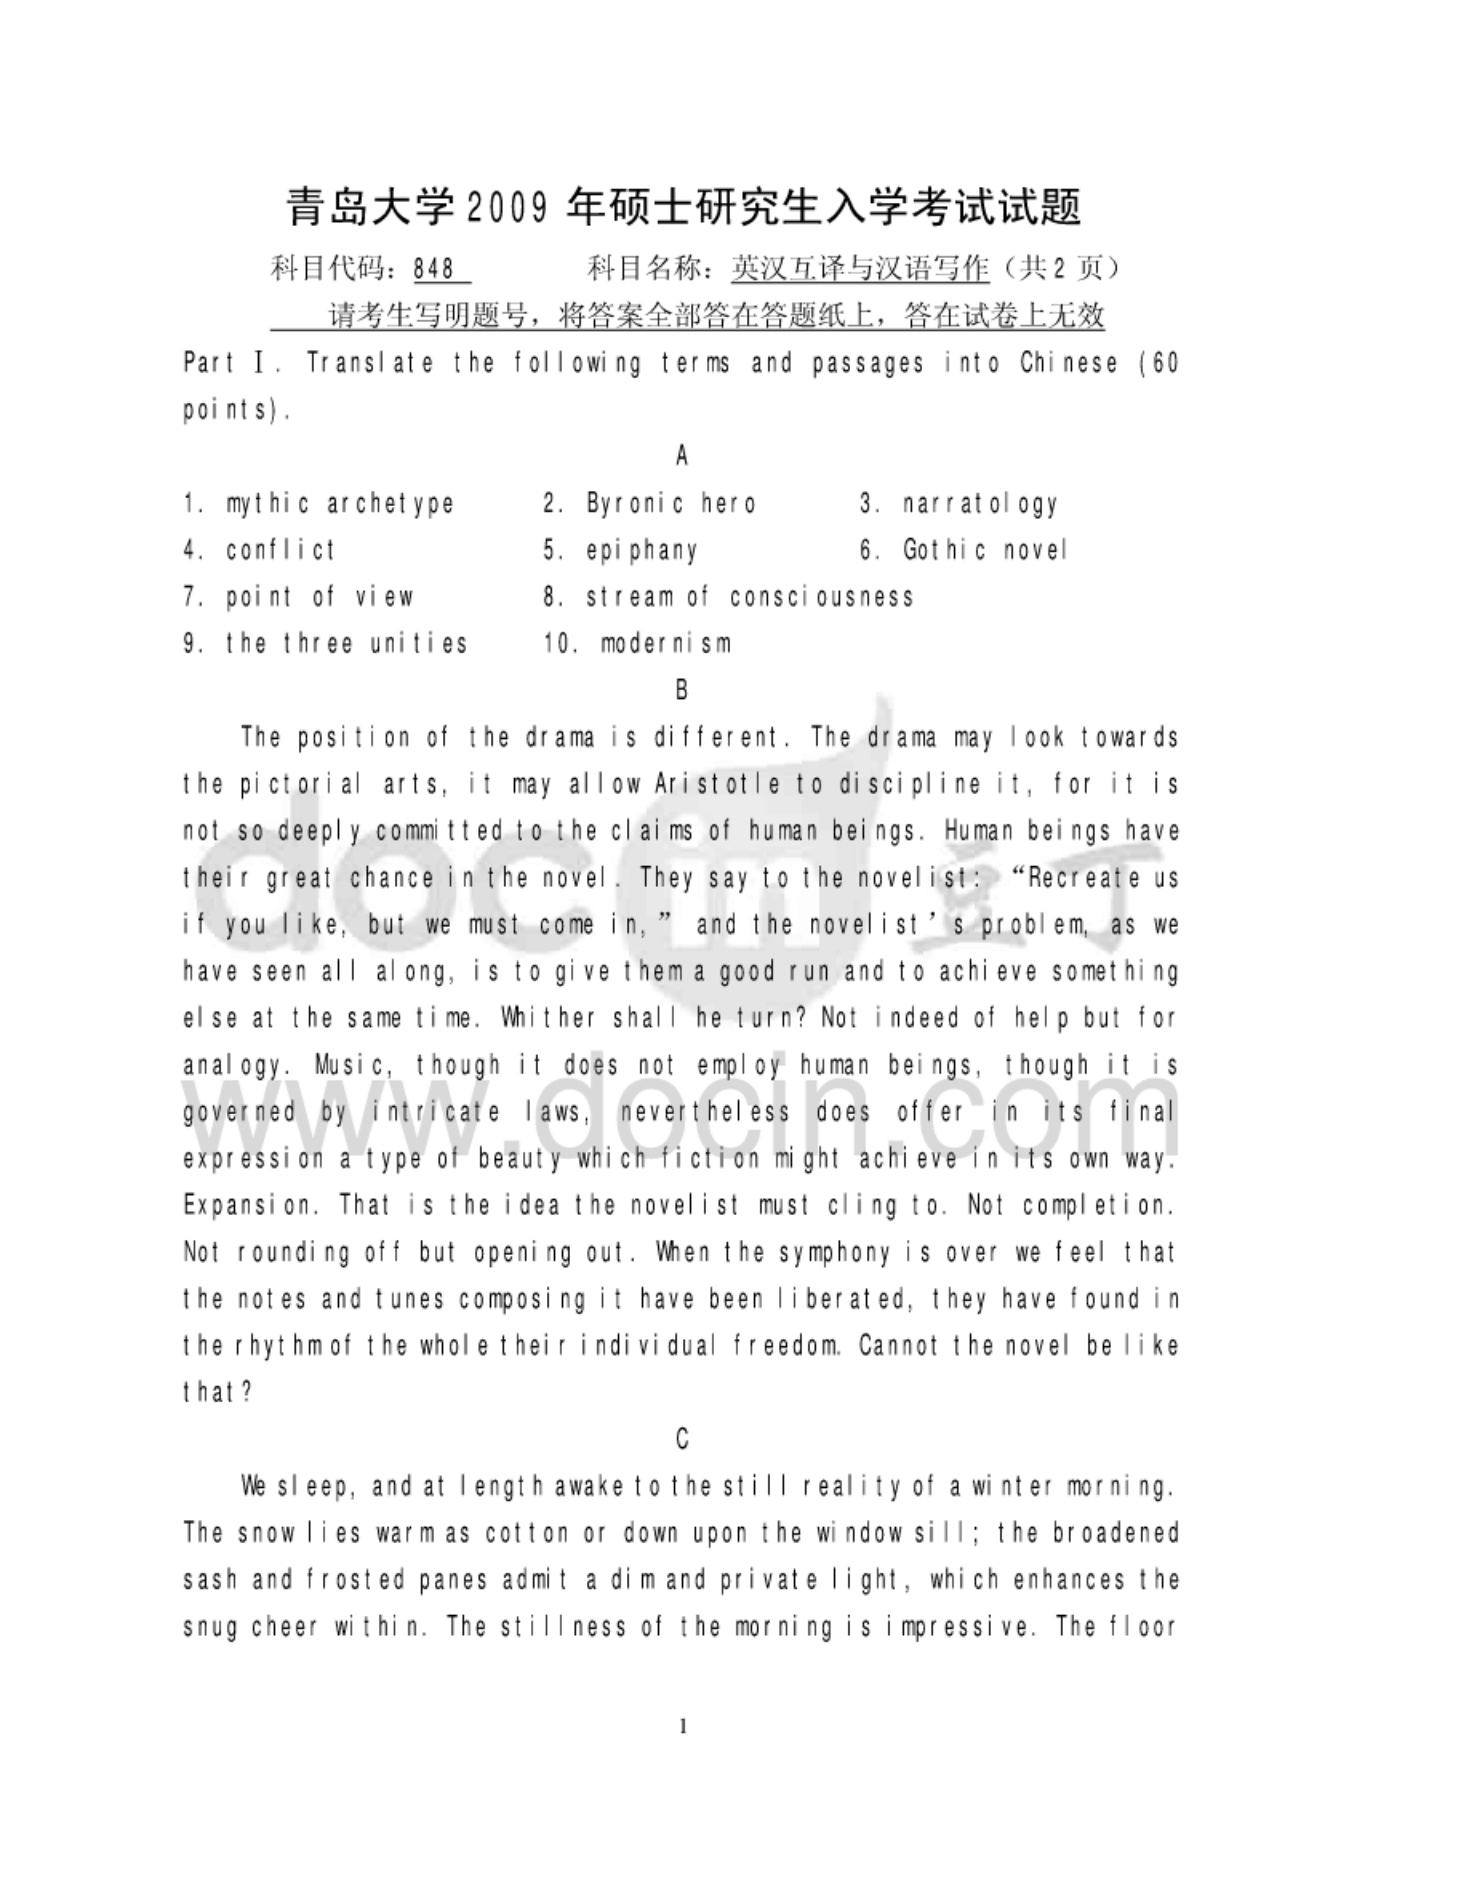 青岛大学2009 年硕士研究生入学考试试题
科目代码：848 科目名称：英汉互译与汉语写作（共2 页）
请考生写明题号，将答案全部答在答题纸上，答在试卷上无效
Part Ⅰ. Translate the following terms and passages into Chinese (60
points).
A
1. mythic archetype 2. Byronic hero 3. narratology
4. conflict 5. epiphany 6. Gothic novel
7. point of view 8. stream of consciousness
9. the three unities 10. modernism
B
The position of the drama is different. The drama may look towards
the pictorial arts, it may allow Aristotle to discipline it, for it is
not so deeply committed to the claims of human beings. Human beings have
their great chance in the novel. They say to the novelist: “Recreate us
if you like, but we must come in,” and the novelist’s problem, as we
have seen all along, is to give them a good run and to achieve something
else at the same time. Whither shall he turn? Not indeed of help but for
analogy. Music, though it does not employ human beings, though it is
governed by intricate laws, nevertheless does offer in its final
expression a type of beauty which fiction might achieve in its own way.
Expansion. That is the idea the novelist must cling to. Not completion.
Not rounding off but opening out. When the symphony is over we feel that
the notes and tunes composing it have been liberated, they have found in
the rhythm of the whole their individual freedom. Cannot the novel be like
that?
C
We sleep, and at length awake to the still reality of a winter morning.
The snow lies warm as cotton or down upon the window sill; the broadened
sash and frosted panes admit a dim and private light, which enhances the
snug cheer within. The stillness of the morning is impressive. The floor
1
docin 豆丁
www.docin.com